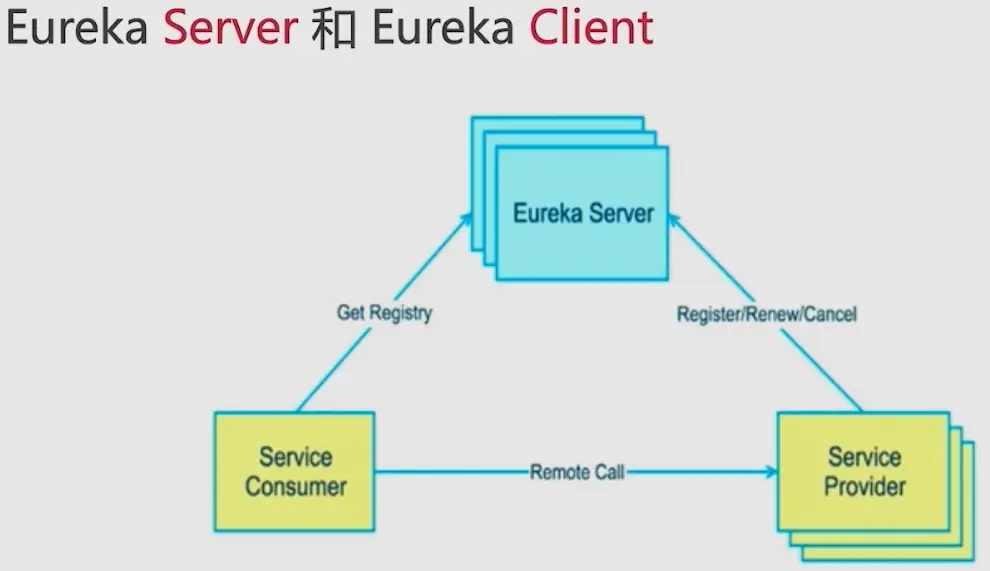 Eureka Server 和 Eureka Client
Eureka Server
Get Registry
Register/Renew/Cancel
Service
Consumer
Remote Call
Service
Provider